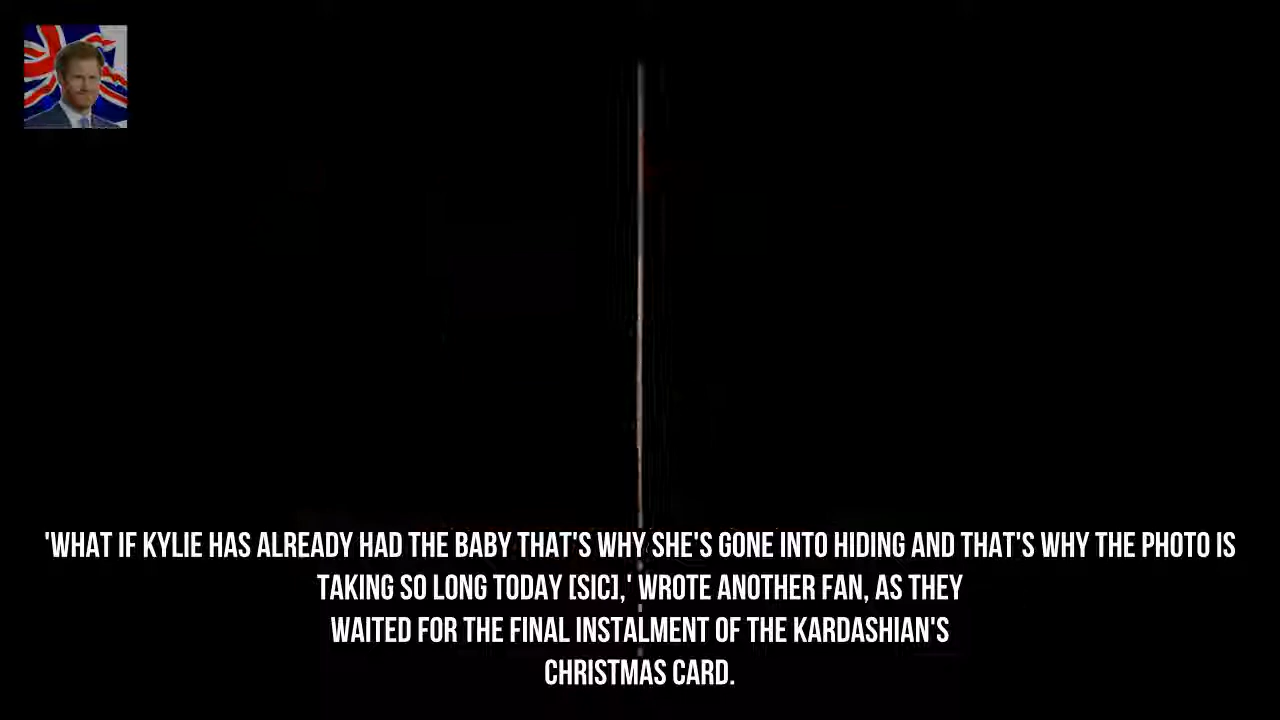 'WHAT IF KYLIE HAS ALREADY HAD THE BABY THAT'S WHY SHE'S GONE INTO HIDING AND THAT'S WHY THE PHOTO IS
TAKING SO LONG TODAY [SIC],' WROTE ANOTHER FAN, AS THEY
WAITED FOR THE FINAL INSTALMENT OF THE KARDASHIAN'S
CHRISTMAS CARD.